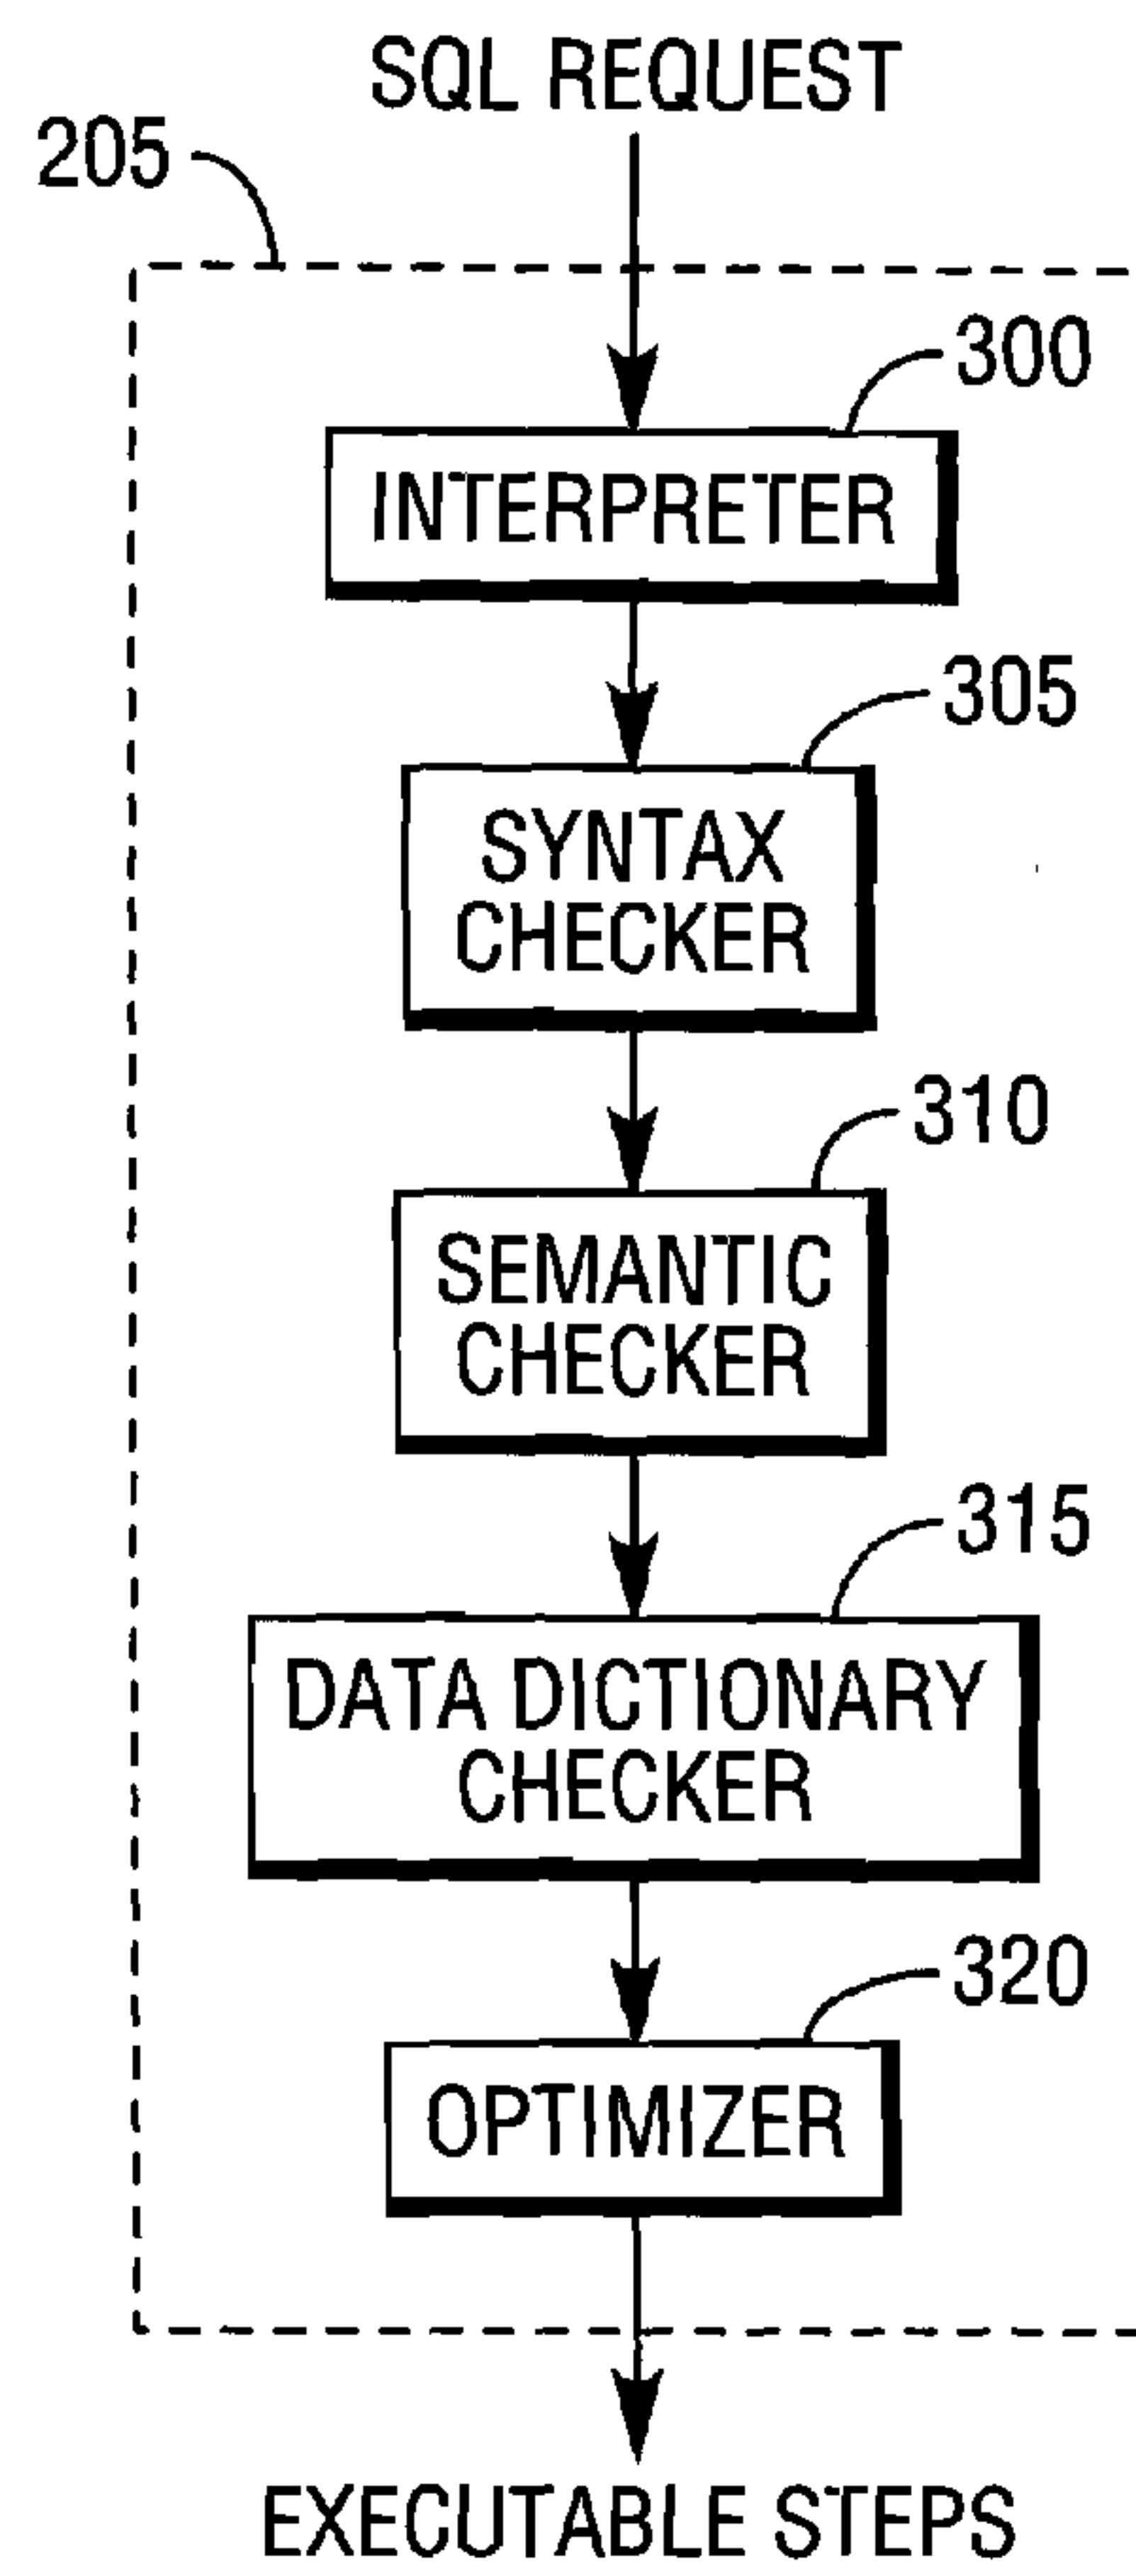 SQL REQUEST
205
300
INTERPRETER
305
SYNTAX
CHECKER
310
SEMANTIC
CHECKER
315
DATA DICTIONARY
CHECKER
320
OPTIMIZER
EXECUTABLE STEPS